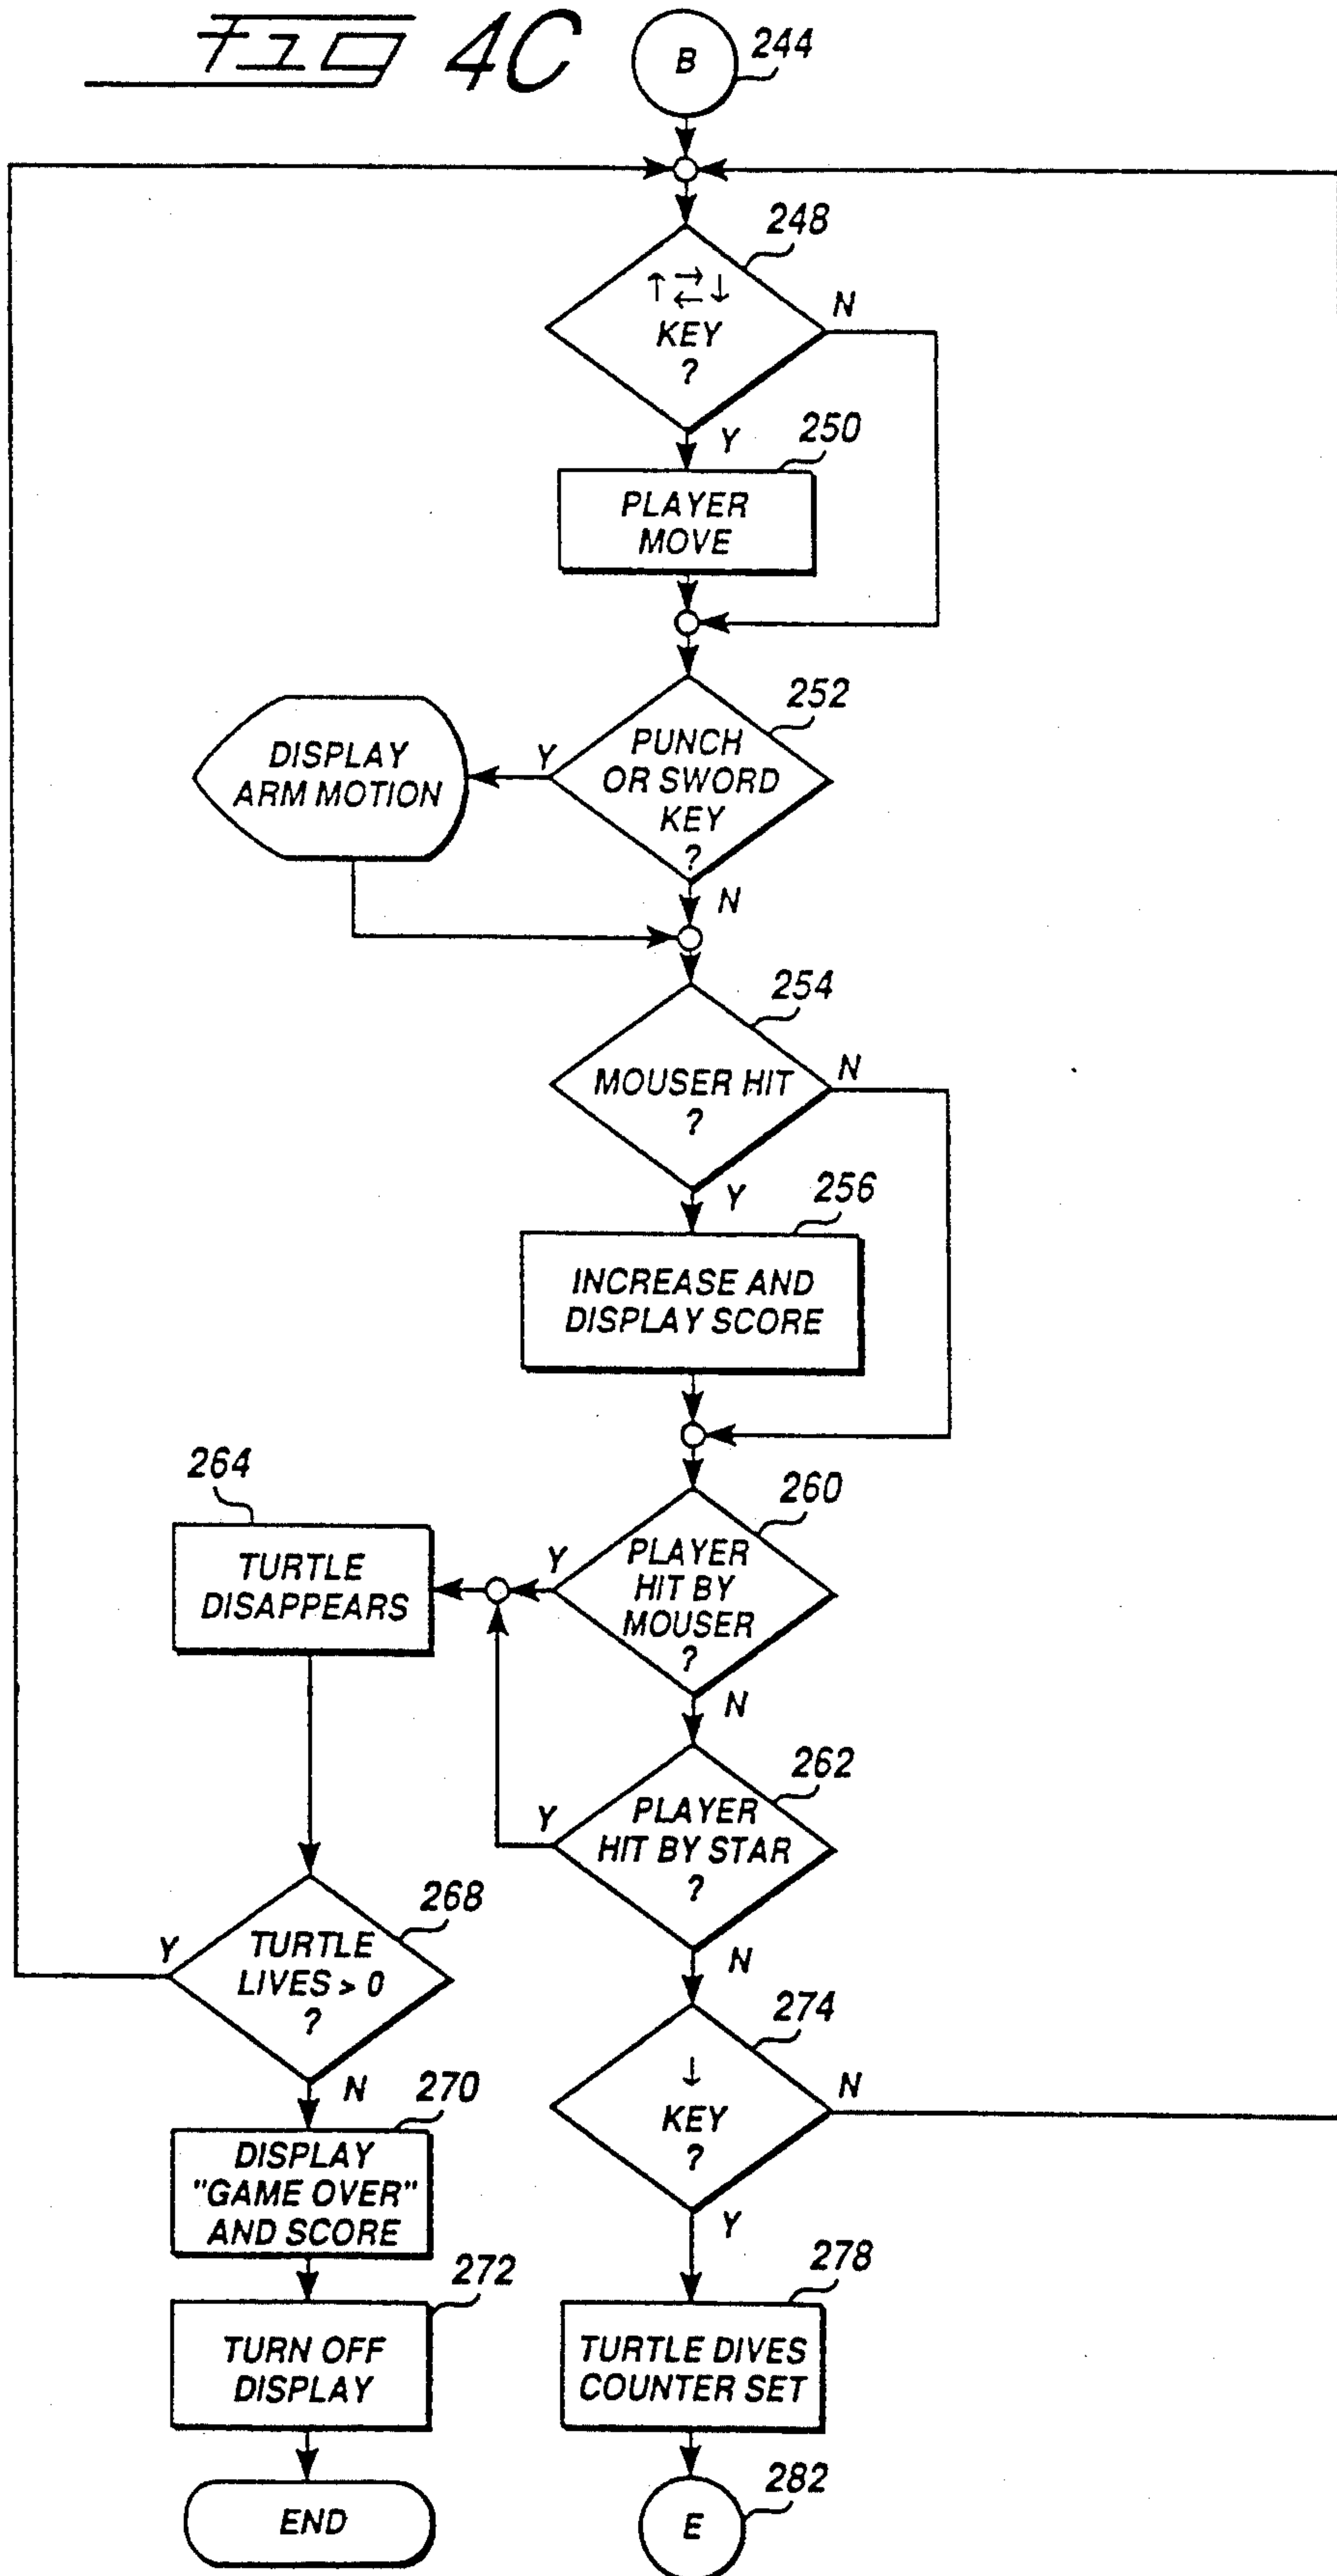 Fig 4C
B
244
248
↑⇄↓
KEY
?
N
Y
250
PLAYER
MOVE
252
PUNCH
OR SWORD
KEY
?
Y
DISPLAY
ARM MOTION
N
254
MOUSER HIT
?
N
Y
256
INCREASE AND
DISPLAY SCORE
260
PLAYER
HIT BY
MOUSER
?
Y
264
TURTLE
DISAPPEARS
N
262
PLAYER
HIT BY STAR
?
Y
N
268
TURTLE
LIVES > 0
?
Y
N
270
DISPLAY
"GAME OVER"
AND SCORE
272
TURN OFF
DISPLAY
END
274
↓
KEY
?
N
Y
278
TURTLE DIVES
COUNTER SET
E
282